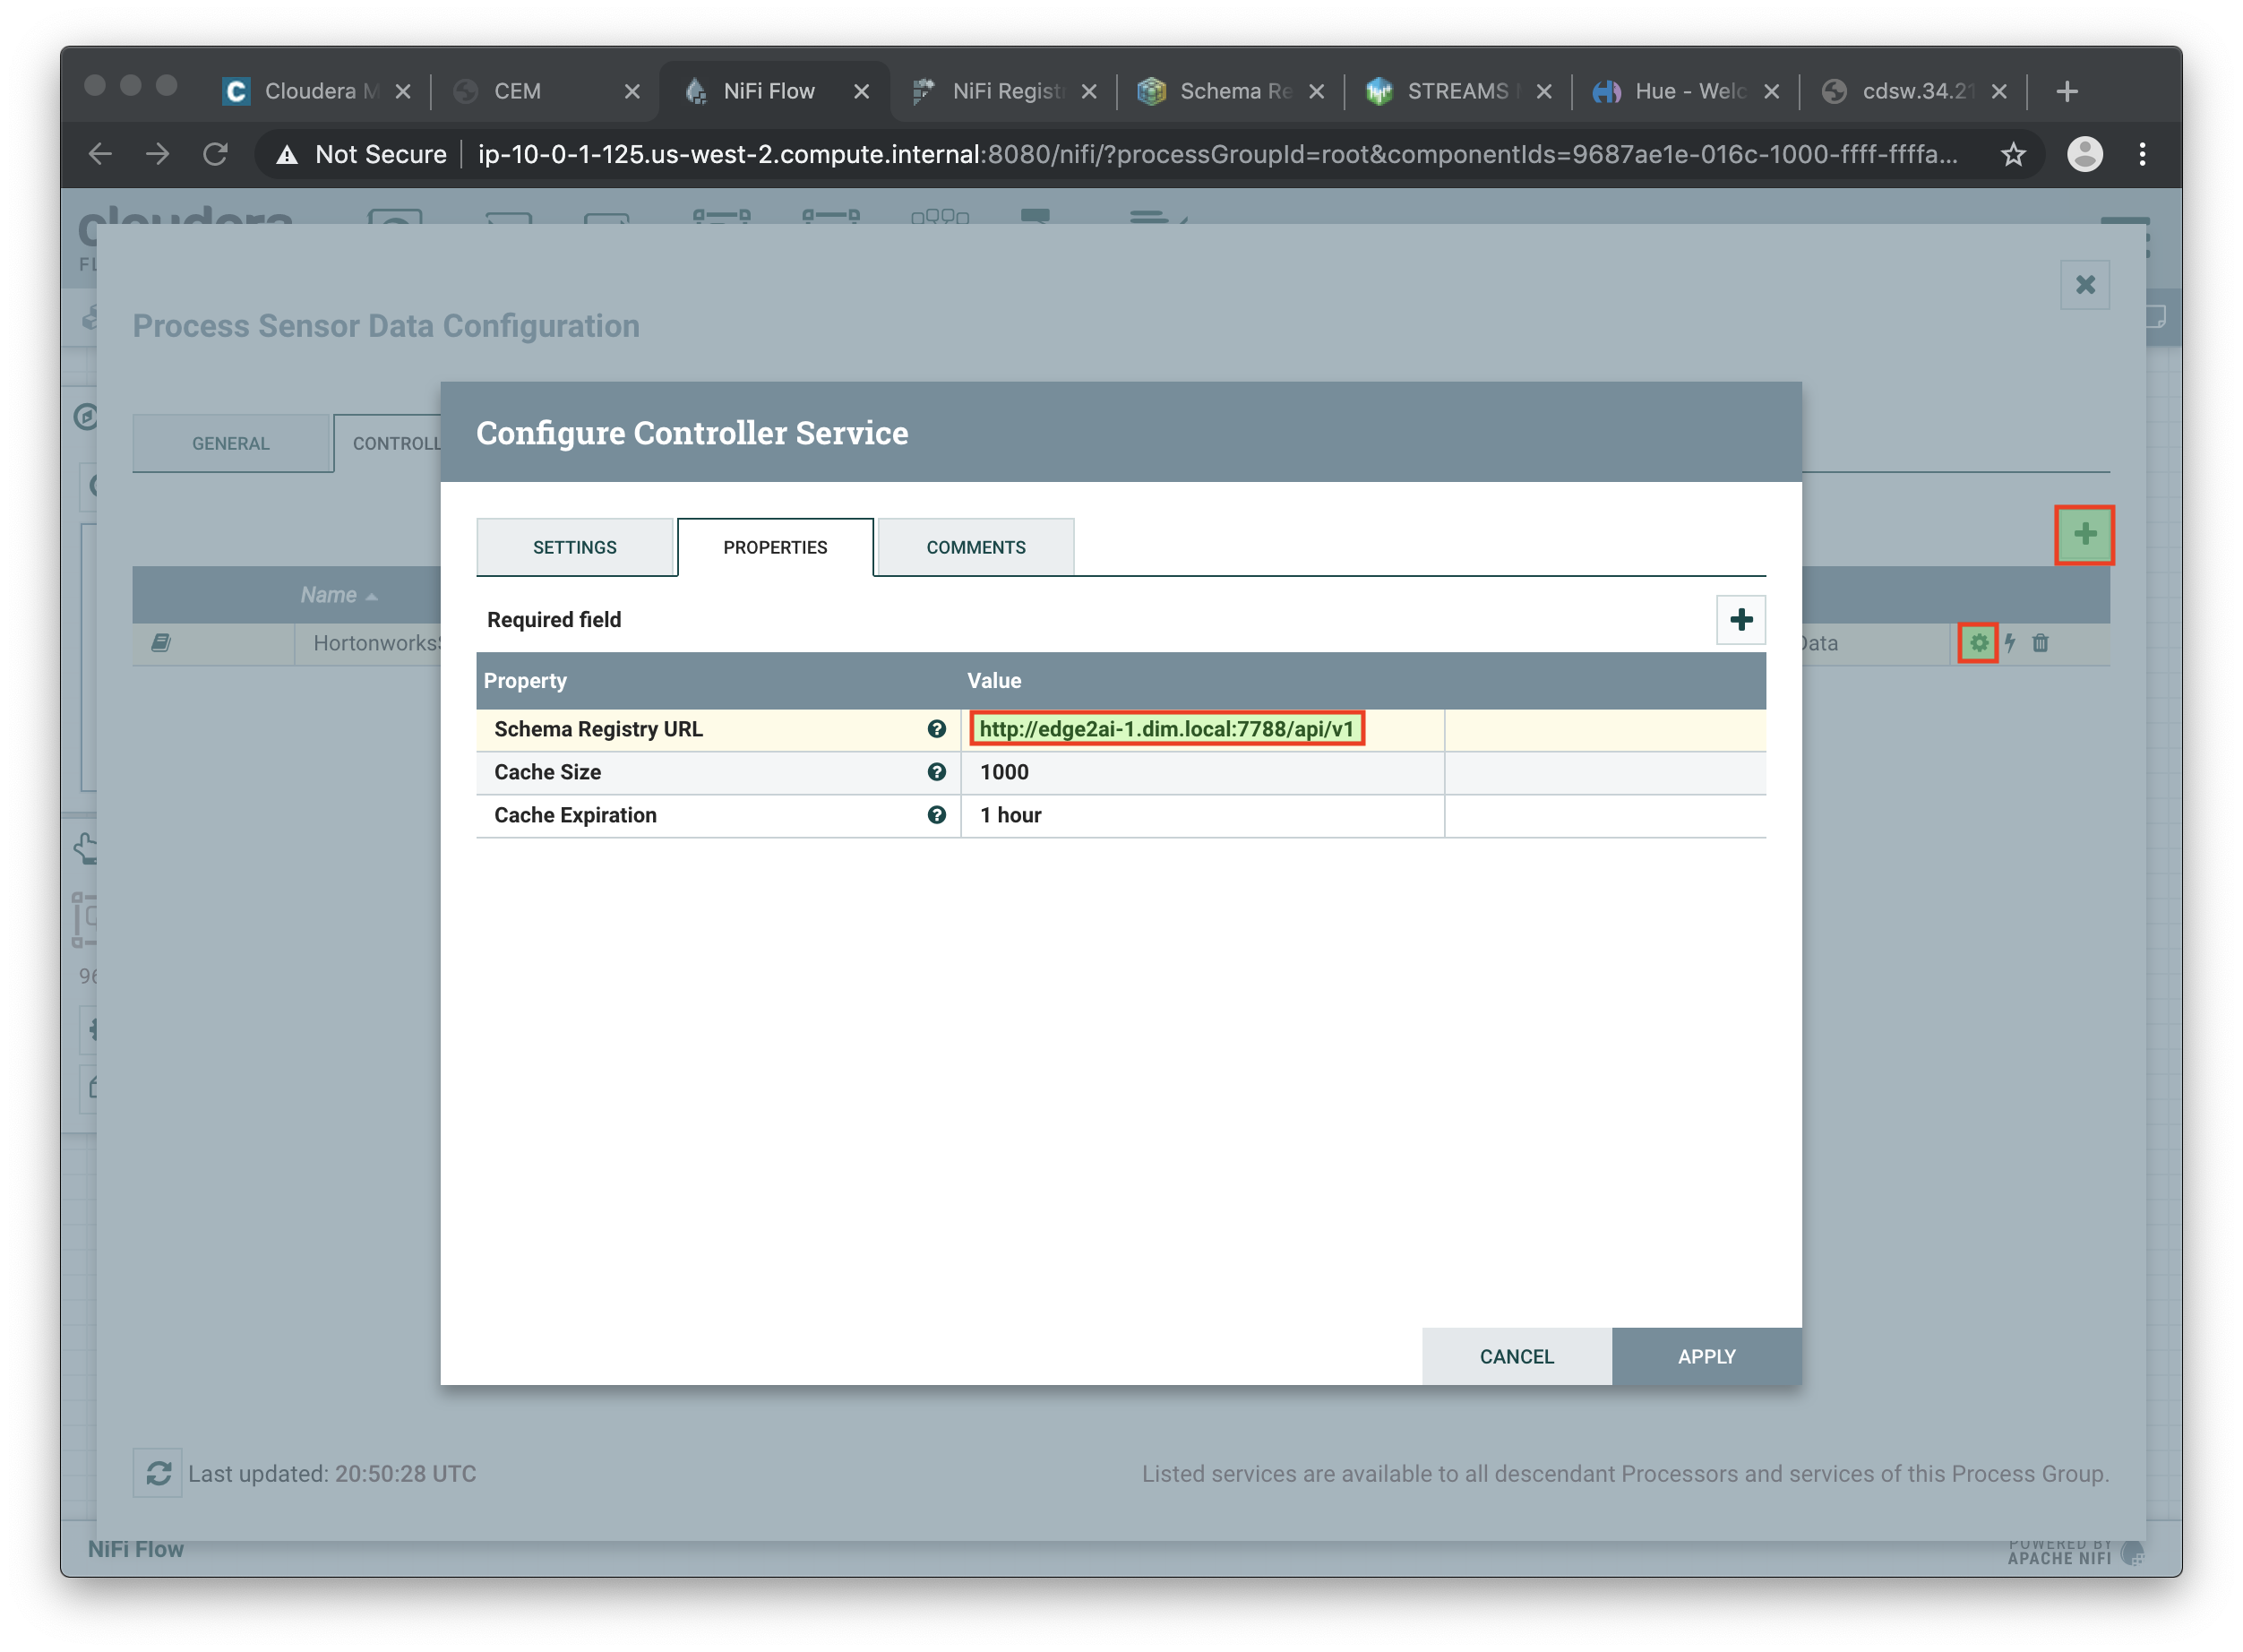 Cloudera M
CEM
NiFi Flow
NiFi Regist
Schema Re
STREAMS
Hue - Welc
cdsw.34.21
Not Secure
ip-10-0-1-125.us-west-2.compute.internal:8080/nifi/?processGroupId=root&componentIds=9687ae1e-016c-1000-ffff-ffffa...
cloudera
FL
Process Sensor Data Configuration
GENERAL
CONTROLL
Configure Controller Service
SETTINGS
PROPERTIES
COMMENTS
Required field
Name
Hortonworks
Data
Property Value
Schema Registry URL http://edge2ai-1.dim.local:7788/api/v1
Cache Size 1000
Cache Expiration 1 hour
96
CANCEL
APPLY
Last updated: 20:50:28 UTC
Listed services are available to all descendant Processors and services of this Process Group.
NiFi Flow
POWERED BY
APACHE NIFI